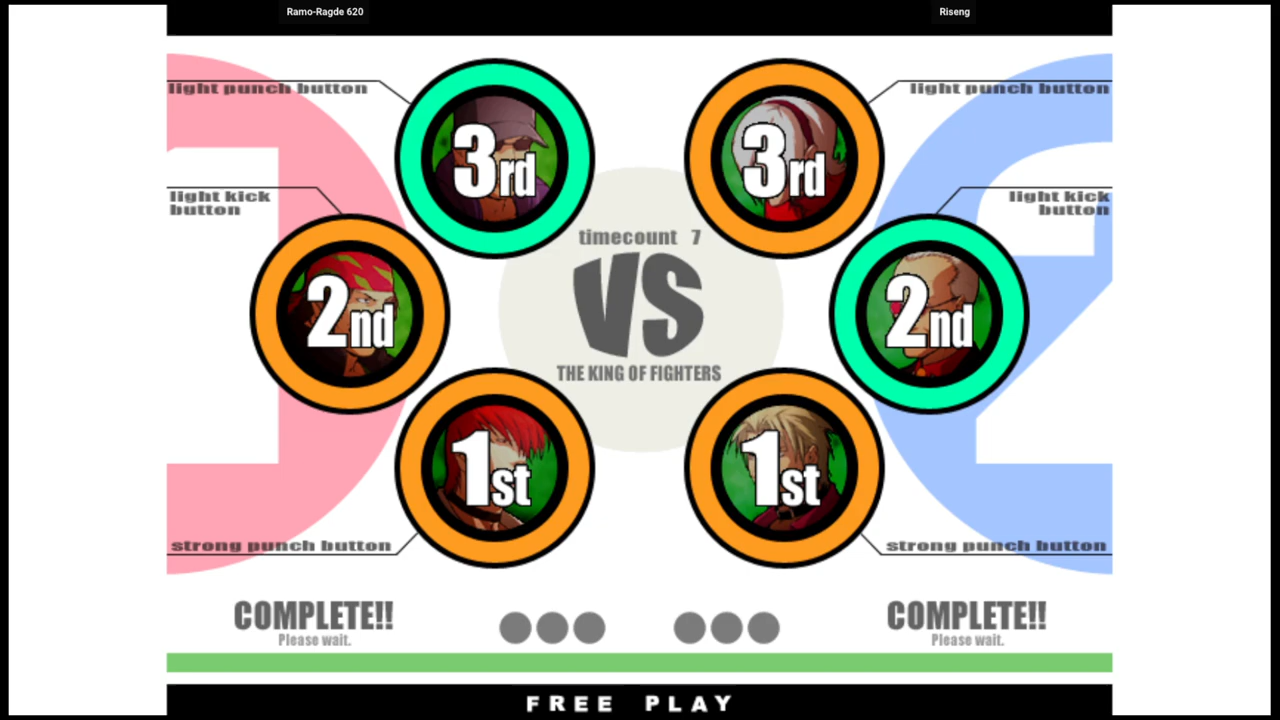 Ramo-Ragde 620
Riseng
light punch button
3rd
3rd
light punch button
light kick
button
light kick
button
timecount 7
VS
THE KING OF FIGHTERS
2nd
2nd
1st
1st
strong punch button
strong punch button
COMPLETE!!
Please wait.
COMPLETE!!
Please wait.
FREE PLAY